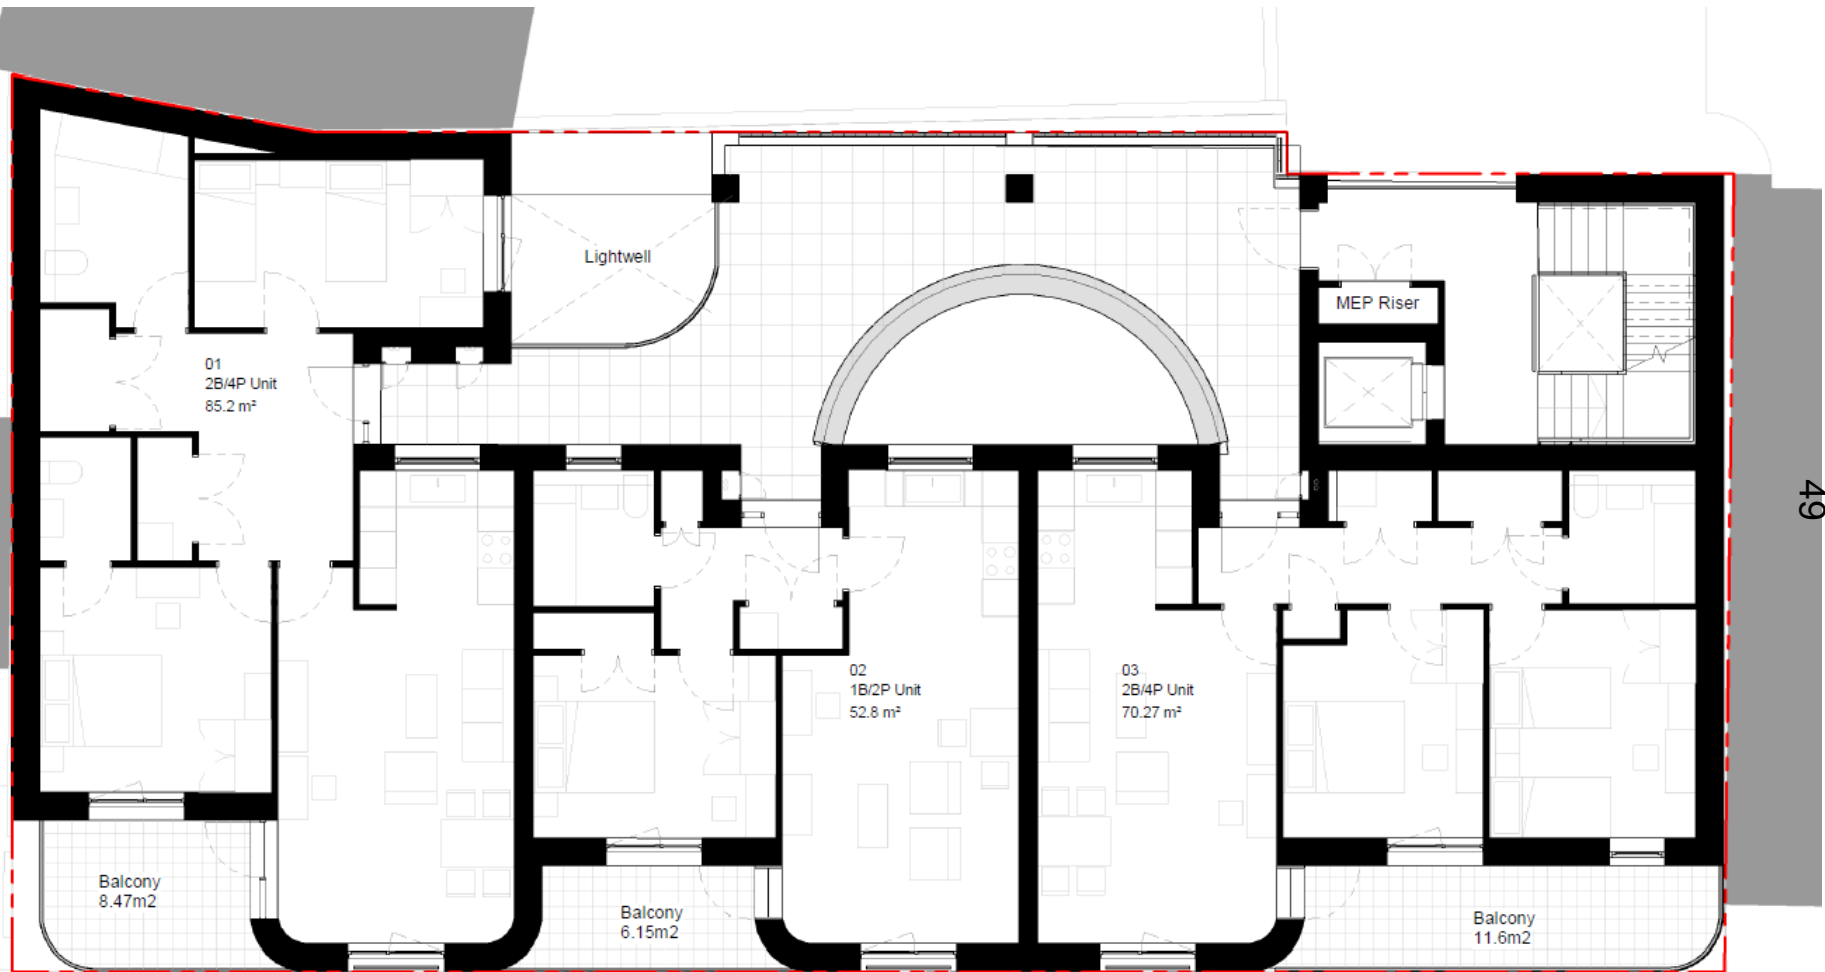 Lightwell
MEP Riser
01
2B/4P Unit
85.2 m²
49
02
1B/2P Unit
52.8 m²
03
2B/4P Unit
70.27 m²
Balcony
8.47m2
Balcony
6.15m2
Balcony
11.6m2